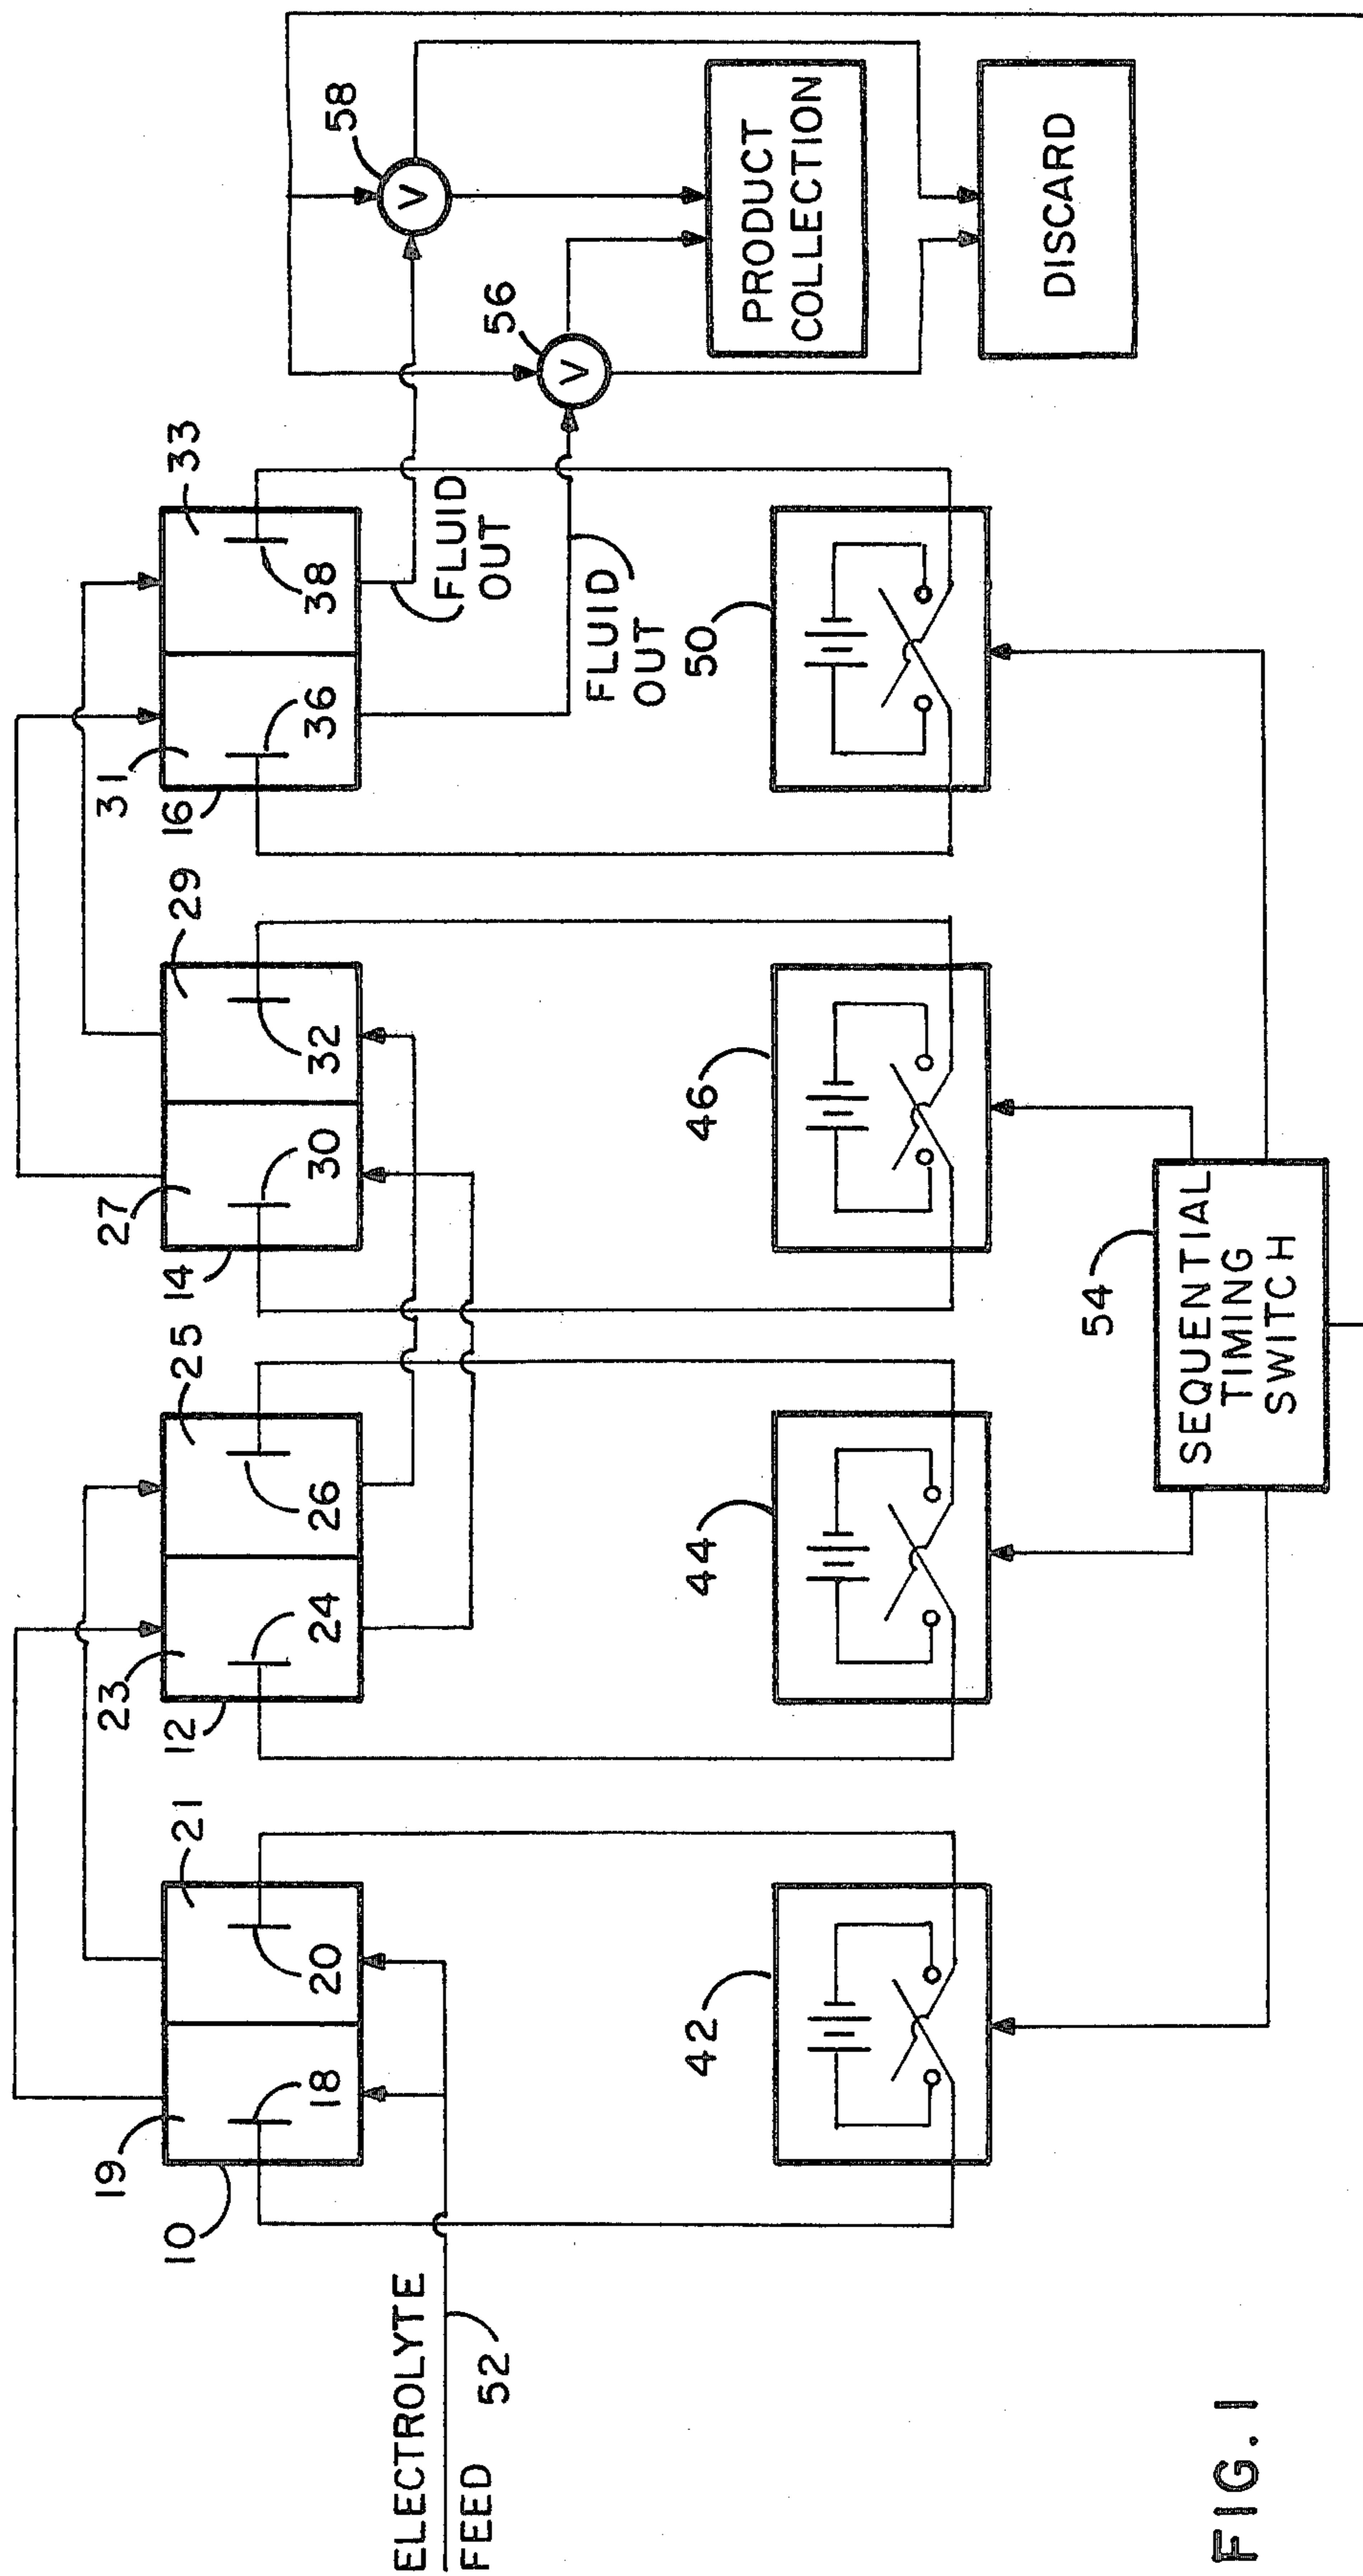 19
21
23
25
27
29
31
33
10
12
14
16
18
20
24
26
30
32
36
38
58
56
V
V
ELECTROLYTE
FEED
52
FLUID
OUT
FLUID
OUT
PRODUCT
COLLECTION
DISCARD
42
44
46
50
54
SEQUENTIAL
TIMING
SWITCH
FIG. 1